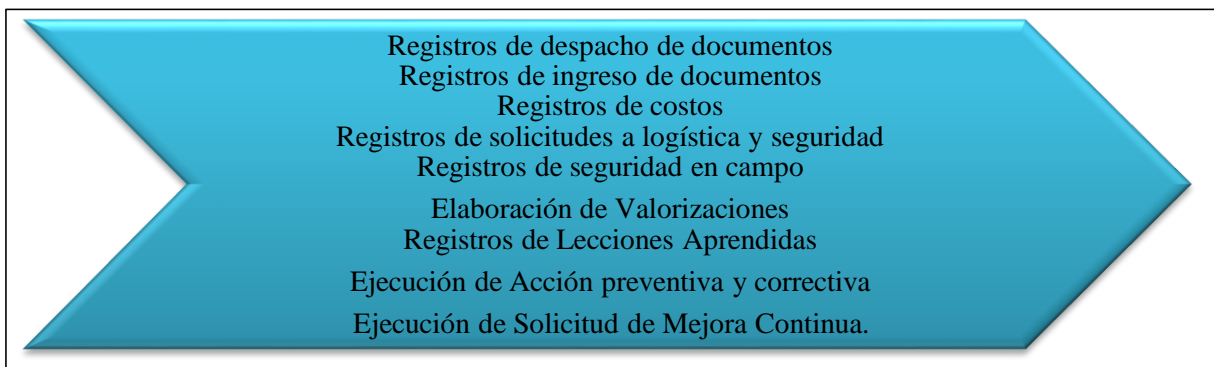 Registros de despacho de documentos
Registros de ingreso de documentos
Registros de costos
Registros de solicitudes a logística y seguridad
Registros de seguridad en campo
Elaboración de Valorizaciones
Registros de Lecciones Aprendidas
Ejecución de Acción preventiva y correctiva
Ejecución de Solicitud de Mejora Continua.